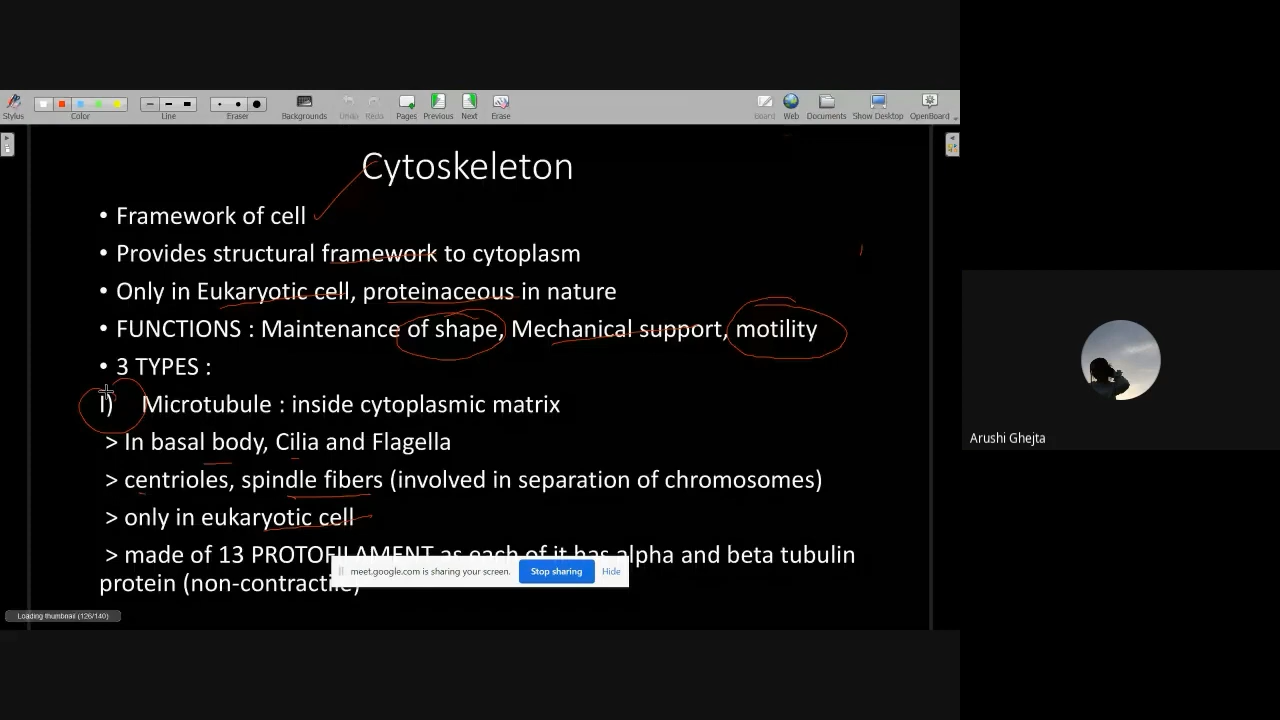 Stylus
Color
Line
Eraser
Backgrounds
Undo
Redo
Pages
Previous
Next
Erase
Board
Web
Documents
Show Desktop
OpenBoard
Cytoskeleton
• Framework of cell
• Provides structural framework to cytoplasm
• Only in Eukaryotic cell, proteinaceous in nature
• FUNCTIONS : Maintenance of shape, Mechanical support, motility
• 3 TYPES :
i) Microtubule : inside cytoplasmic matrix
> In basal body, Cilia and Flagella
> centrioles, spindle fibers (involved in separation of chromosomes)
> only in eukaryotic cell
> made of 13 PROTOFILAMENT as each of it has alpha and beta tubulin
protein (non-contractile)
meet.google.com is sharing your screen.
Stop sharing
Hide
Loading thumbnail (126/140)
Arushi Ghejta